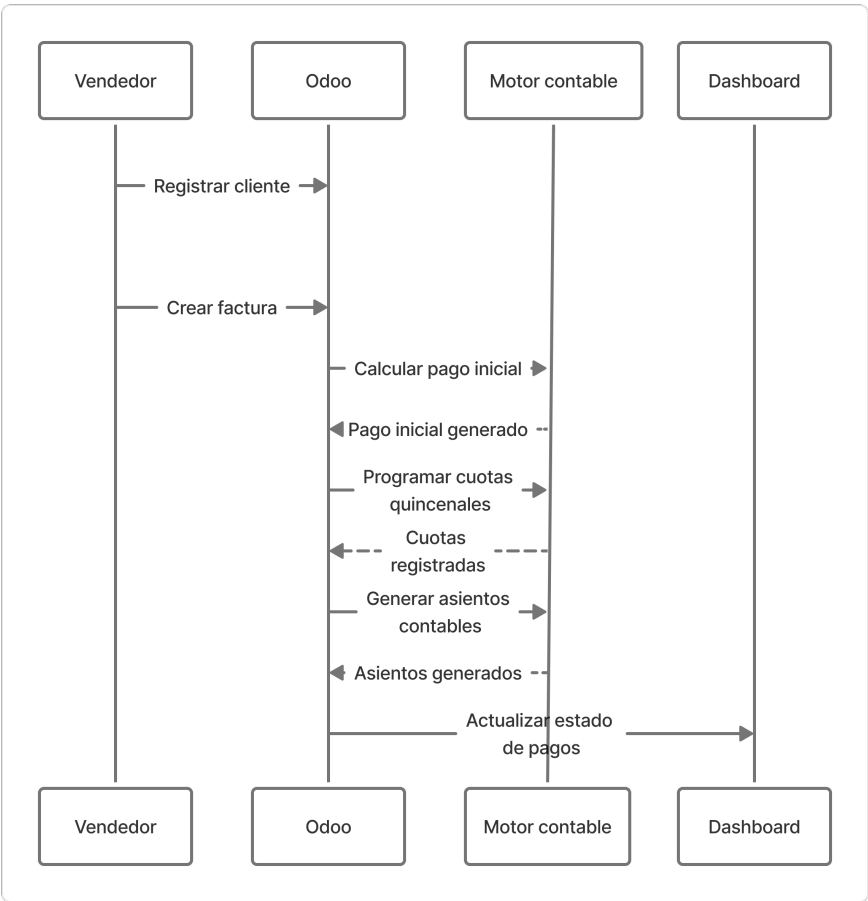 Vendedor
Odoo
Motor contable
Dashboard
Registrar cliente
Crear factura
Calcular pago inicial
Pago inicial generado
Programar cuotas
quincenales
Cuotas
registradas
Generar asientos
contables
Asientos generados
Actualizar estado
de pagos
Vendedor
Odoo
Motor contable
Dashboard